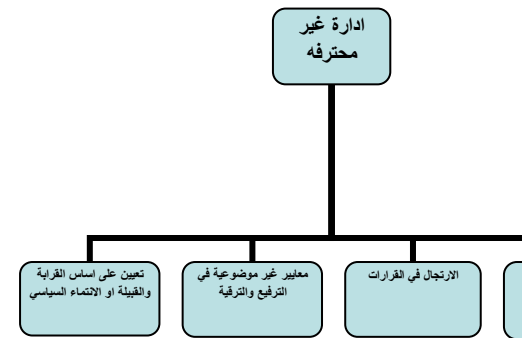 ادارة غير
محترفه
الارتجال في القرارات
معايير غير موضوعية في
الترفيع والترقية
تعيين على اساس القرابة
والقبيلة او الانتماء السياسي